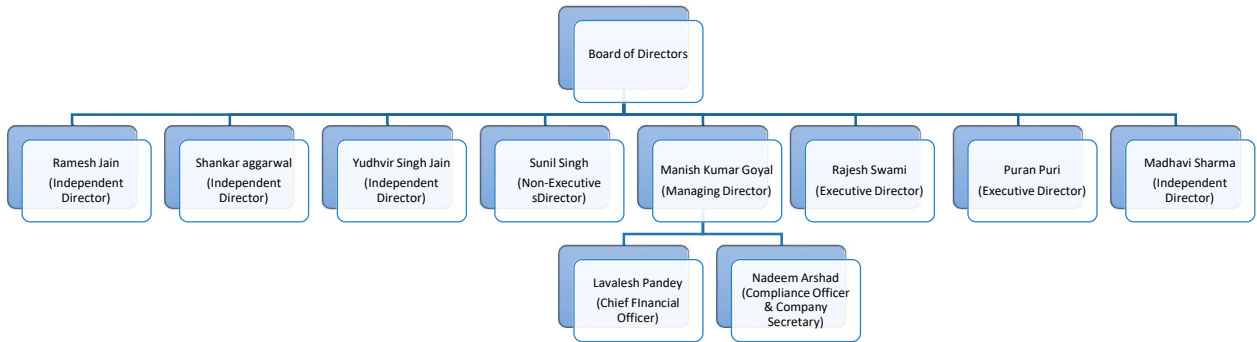 Board of Directors
Ramesh Jain
(Independent
Director)
Shankar aggarwal
(Independent
Director)
Yudhvir Singh Jain
(Independent
Director)
Sunil Singh
(Non-Executive
sDirector)
Manish Kumar Goyal
(Managing Director)
Rajesh Swami
(Executive Director)
Puran Puri
(Executive Director)
Madhavi Sharma
(Independent
Director)
Lavalesh Pandey
(Chief FInancial
Officer)
Nadeem Arshad
(Compliance Officer
& Company
Secretary)